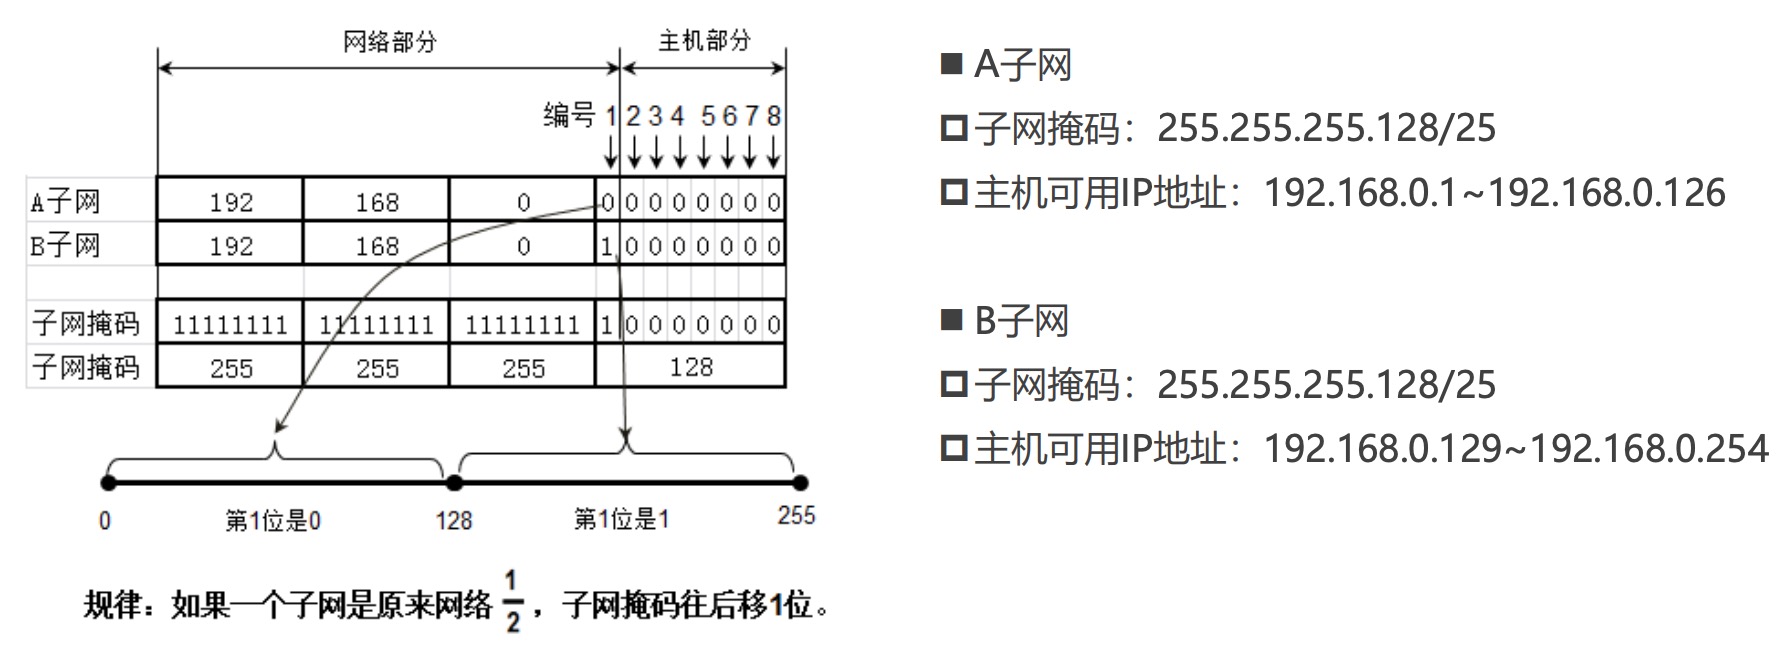 网络部分 主机部分
编号 1 2 3 4 5 6 7 8
A子网 192 168 0 0 0 0 0 0 0 0 0
B子网 192 168 0 1 0 0 0 0 0 0 0
子网掩码 11111111 11111111 11111111 1 0 0 0 0 0 0 0
子网掩码 255 255 255 128
0 第1位是0 128 第1位是1 255
规律：如果一个子网是原来网络 1/2 ，子网掩码往后移1位。
■ A子网
子网掩码：255.255.255.128/25
主机可用IP地址：192.168.0.1~192.168.0.126
■ B子网
子网掩码：255.255.255.128/25
主机可用IP地址：192.168.0.129~192.168.0.254